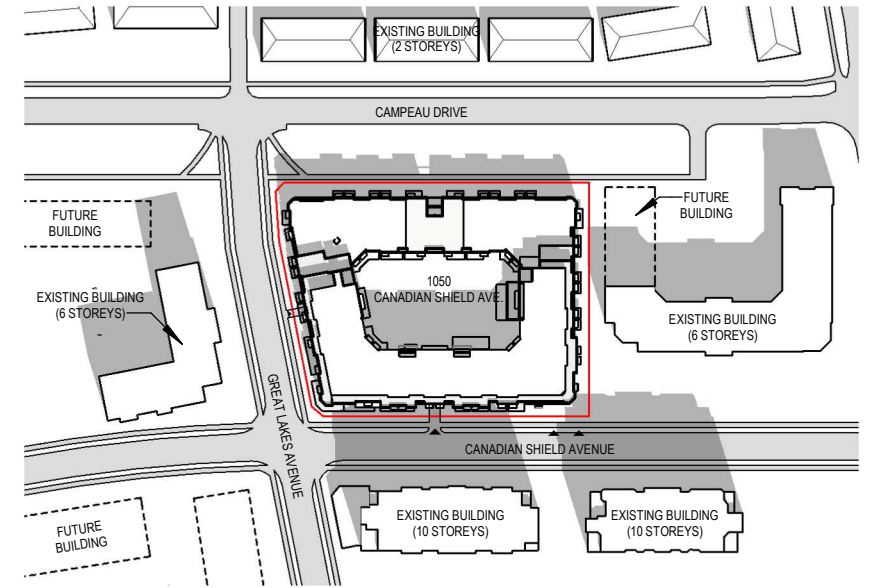 EXISTING BUILDING
(2 STOREYS)
CAMPEAU DRIVE
FUTURE
BUILDING
FUTURE
BUILDING
1050
CANADIAN SHIELD AVE.
EXISTING BUILDING
(6 STOREYS)
EXISTING BUILDING
(6 STOREYS)
GREAT LAKES AVENUE
CANADIAN SHIELD AVENUE
EXISTING BUILDING
(10 STOREYS)
EXISTING BUILDING
(10 STOREYS)
FUTURE
BUILDING